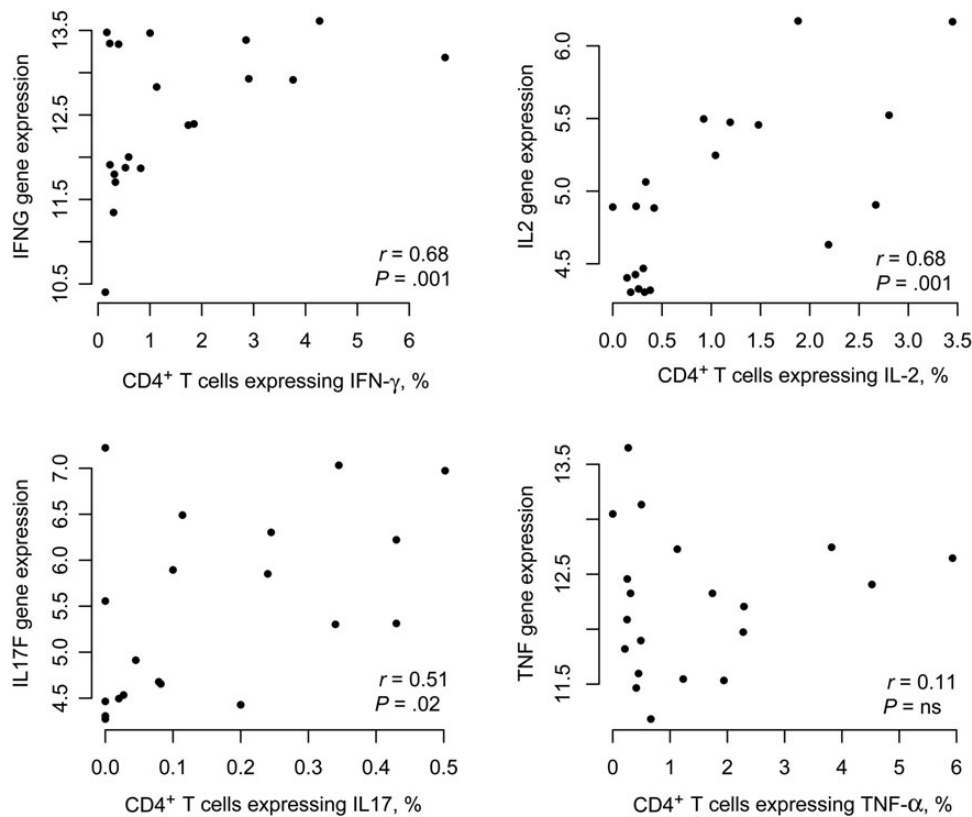 IFNG gene expression
13.5
12.5
11.5
10.5
r = 0.68
P = .001
0 1 2 3 4 5 6
CD4+ T cells expressing IFN-γ, %
IL2 gene expression
6.0
5.5
5.0
4.5
r = 0.68
P = .001
0.0 0.5 1.0 1.5 2.0 2.5 3.0 3.5
CD4+ T cells expressing IL-2, %
IL17F gene expression
7.0
6.5
6.0
5.5
5.0
4.5
r = 0.51
P = .02
0.0 0.1 0.2 0.3 0.4 0.5
CD4+ T cells expressing IL17, %
TNF gene expression
13.5
12.5
11.5
r = 0.11
P = ns
0 1 2 3 4 5 6
CD4+ T cells expressing TNF-α, %